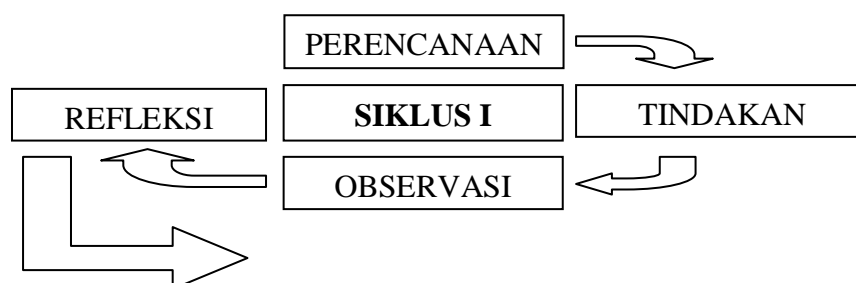 PERENCANAAN
REFLEKSI
SIKLUS I
TINDAKAN
OBSERVASI